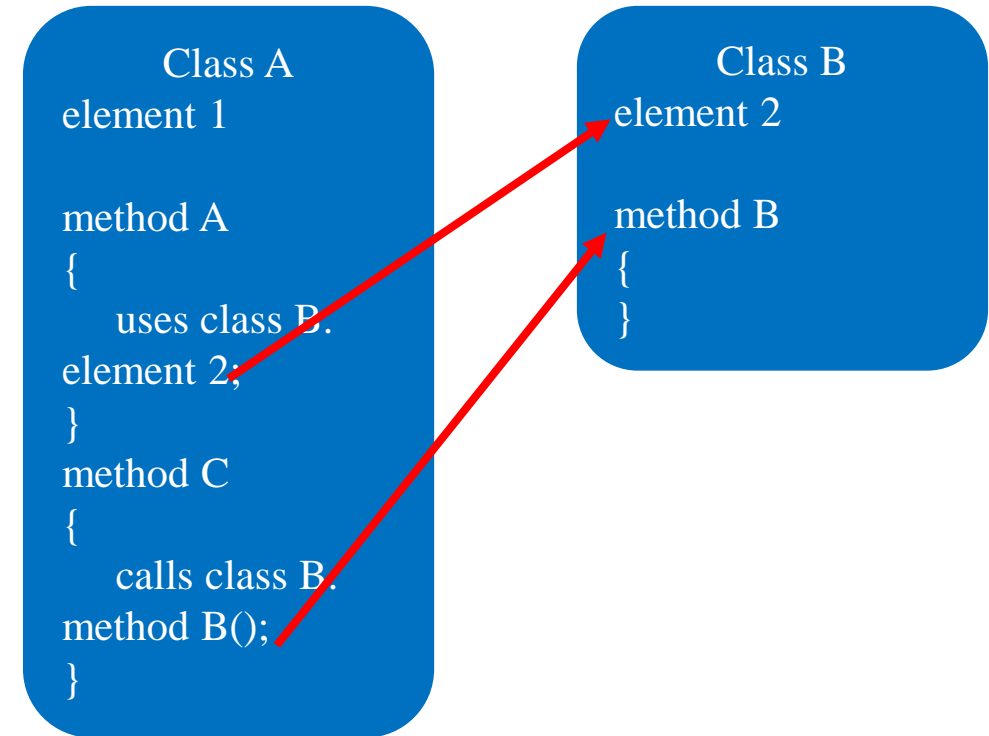 Class A
element 1
method A
{
uses class B.
element 2;
}
method C
{
calls class B.
method B();
}
Class B
element 2
method B
{
}